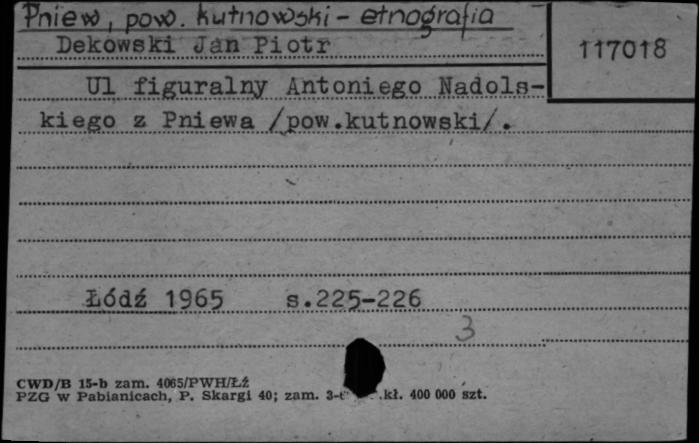 Pniew, pow. kutnowski - etnografia
Dekowski Jan Piotr
117018
Ul figuralny Antoniego Nadols-
kiego z Pniewa /pow.kutnowski/.
Łódź 1965 s.225-226
3
CWD/B 15-b zam. 4065/PWH/Łź
PZG w Pabianicach, P. Skargi 40; zam. kł. 400 000 szt.